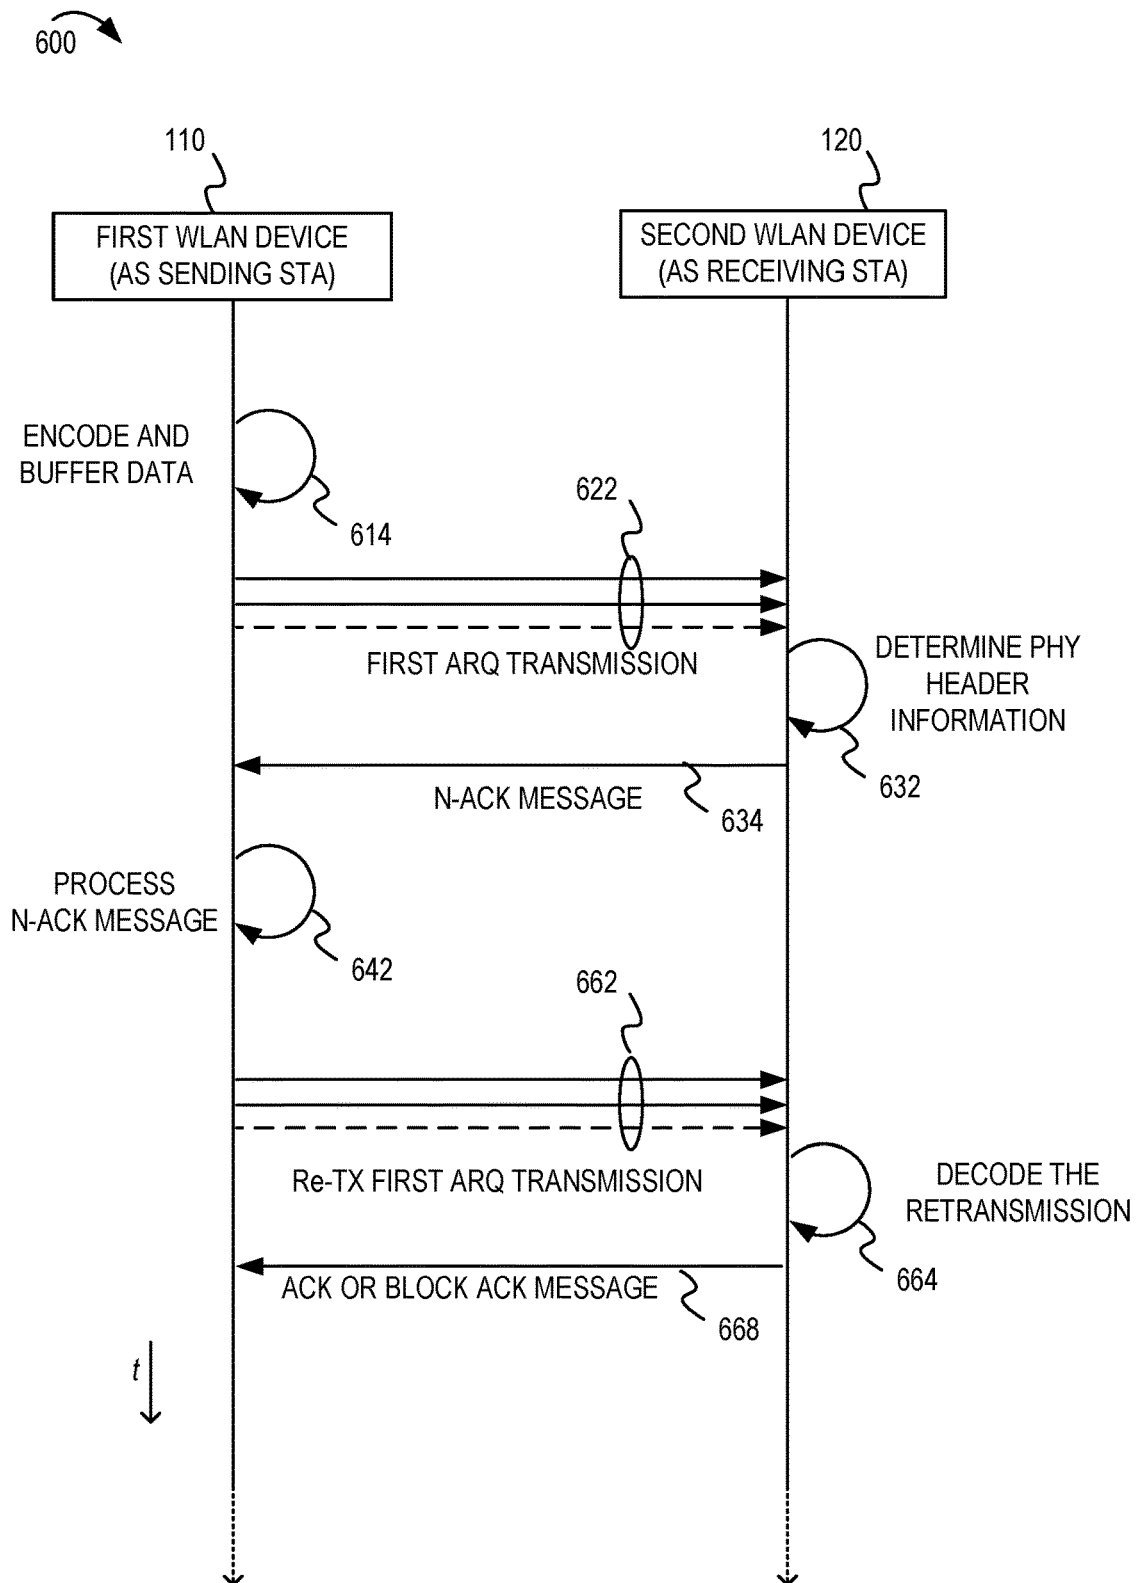 600
110
120
FIRST WLAN DEVICE
(AS SENDING STA)
SECOND WLAN DEVICE
(AS RECEIVING STA)
ENCODE AND
BUFFER DATA
614
622
FIRST ARQ TRANSMISSION
DETERMINE PHY
HEADER
INFORMATION
632
N-ACK MESSAGE
634
PROCESS
N-ACK MESSAGE
642
662
Re-TX FIRST ARQ TRANSMISSION
DECODE THE
RETRANSMISSION
664
ACK OR BLOCK ACK MESSAGE
668
t